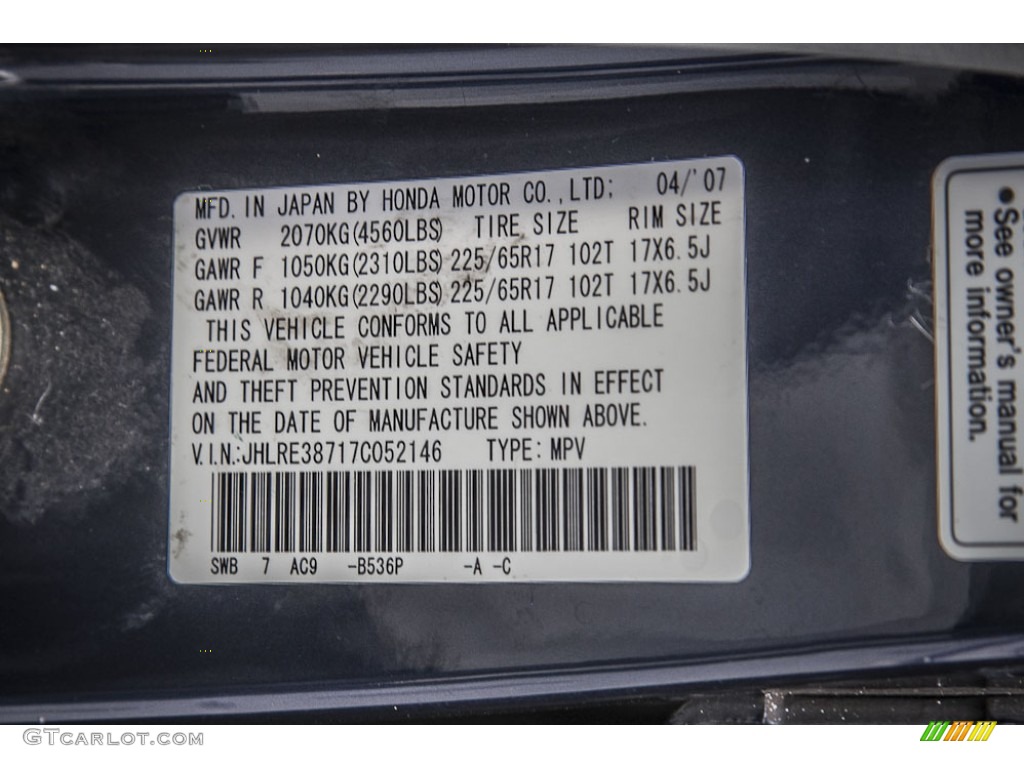 MFD. IN JAPAN BY HONDA MOTOR CO., LTD: 04/'07
GVWR 2070KG(4560LBS) TIRE SIZE RIM SIZE
GAWR F 1050KG(2310LBS) 225/65R17 102T 17X6.5J
GAWR R 1040KG(2290LBS) 225/65R17 102T 17X6.5J
THIS VEHICLE CONFORMS TO ALL APPLICABLE
FEDERAL MOTOR VEHICLE SAFETY
AND THEFT PREVENTION STANDARDS IN EFFECT
ON THE DATE OF MANUFACTURE SHOWN ABOVE.
V.I.N.:JHLRE38717C052146 TYPE: MPV
SWB 7 AC9 -B536P -A -C
•See owner's manual for
more information.
GTCARLOT.COM